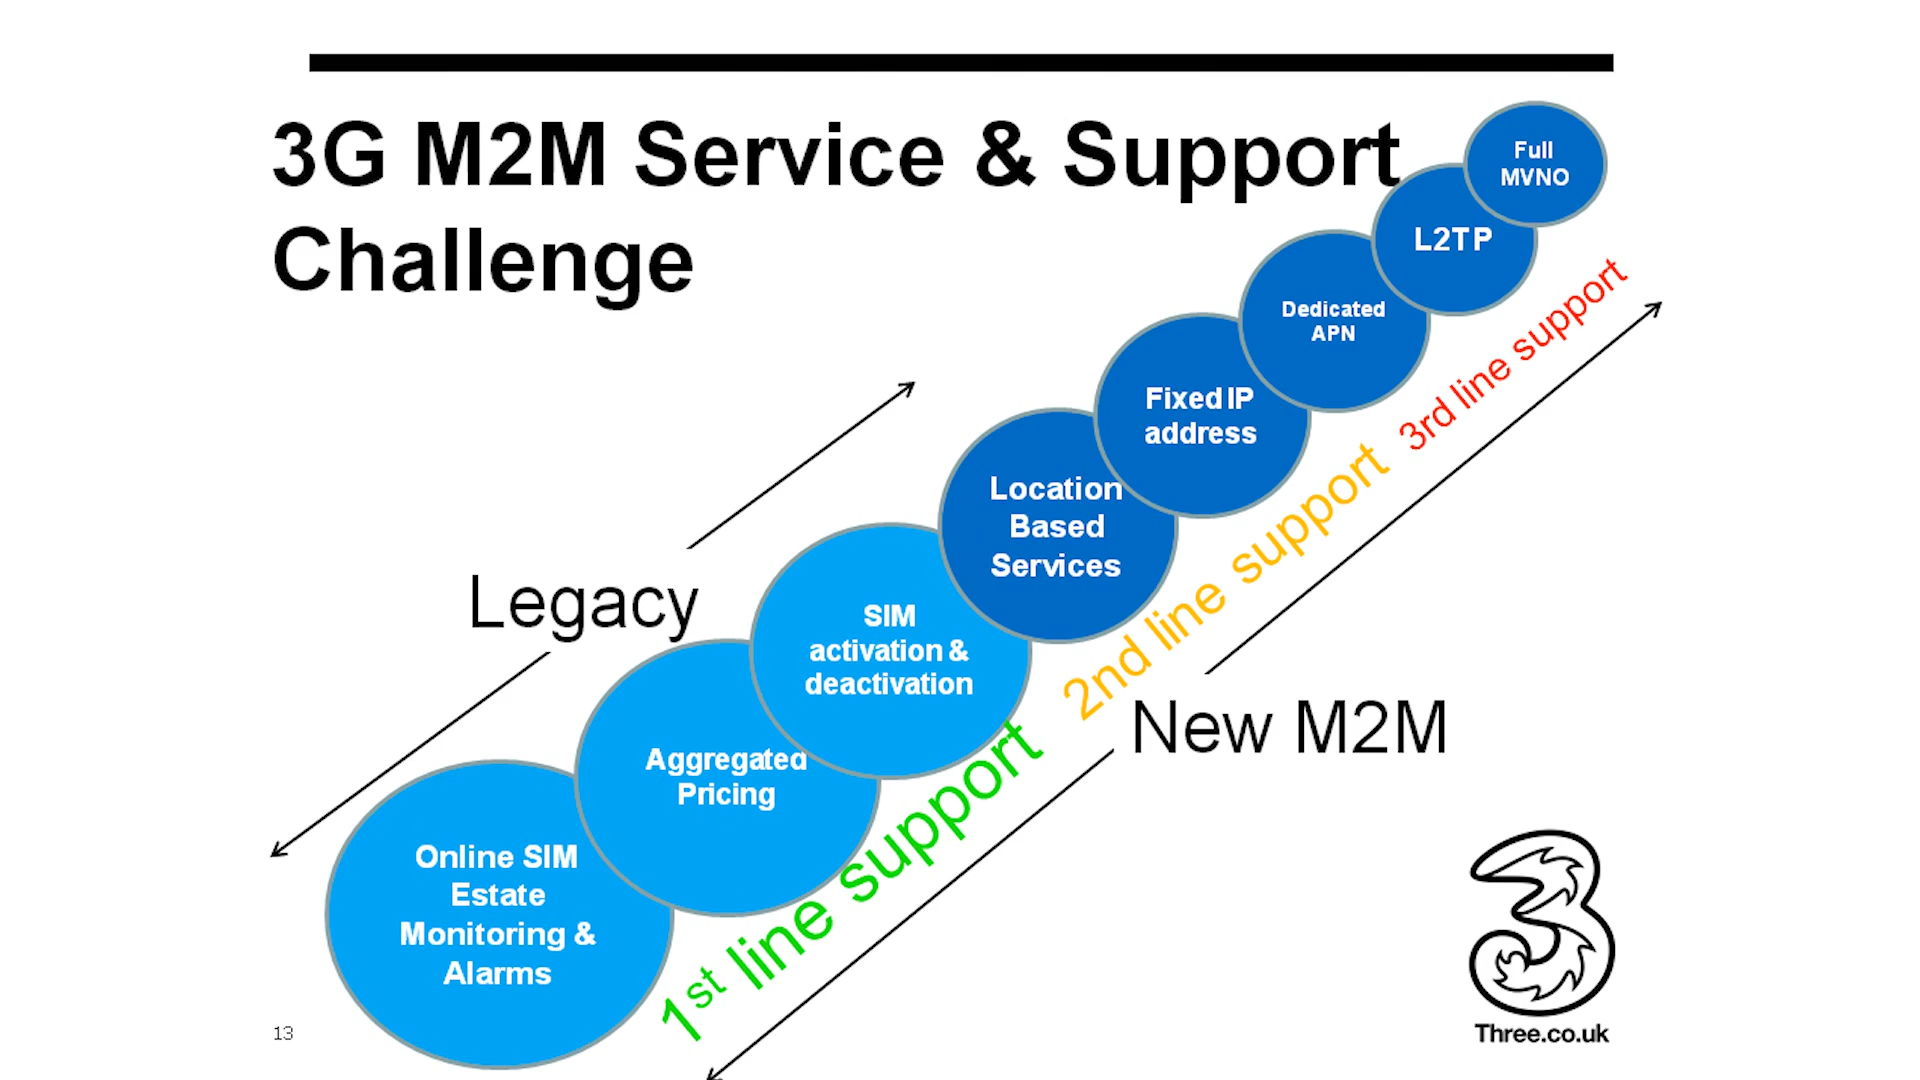 3G M2M Service & Support
Challenge
Full
MVNO
L2TP
Dedicated
APN
Fixed IP
address
Location
Based
Services
SIM
activation &
deactivation
Aggregated
Pricing
Online SIM
Estate
Monitoring &
Alarms
Legacy
New M2M
1st line support
2nd line support
3rd line support
13
Three.co.uk